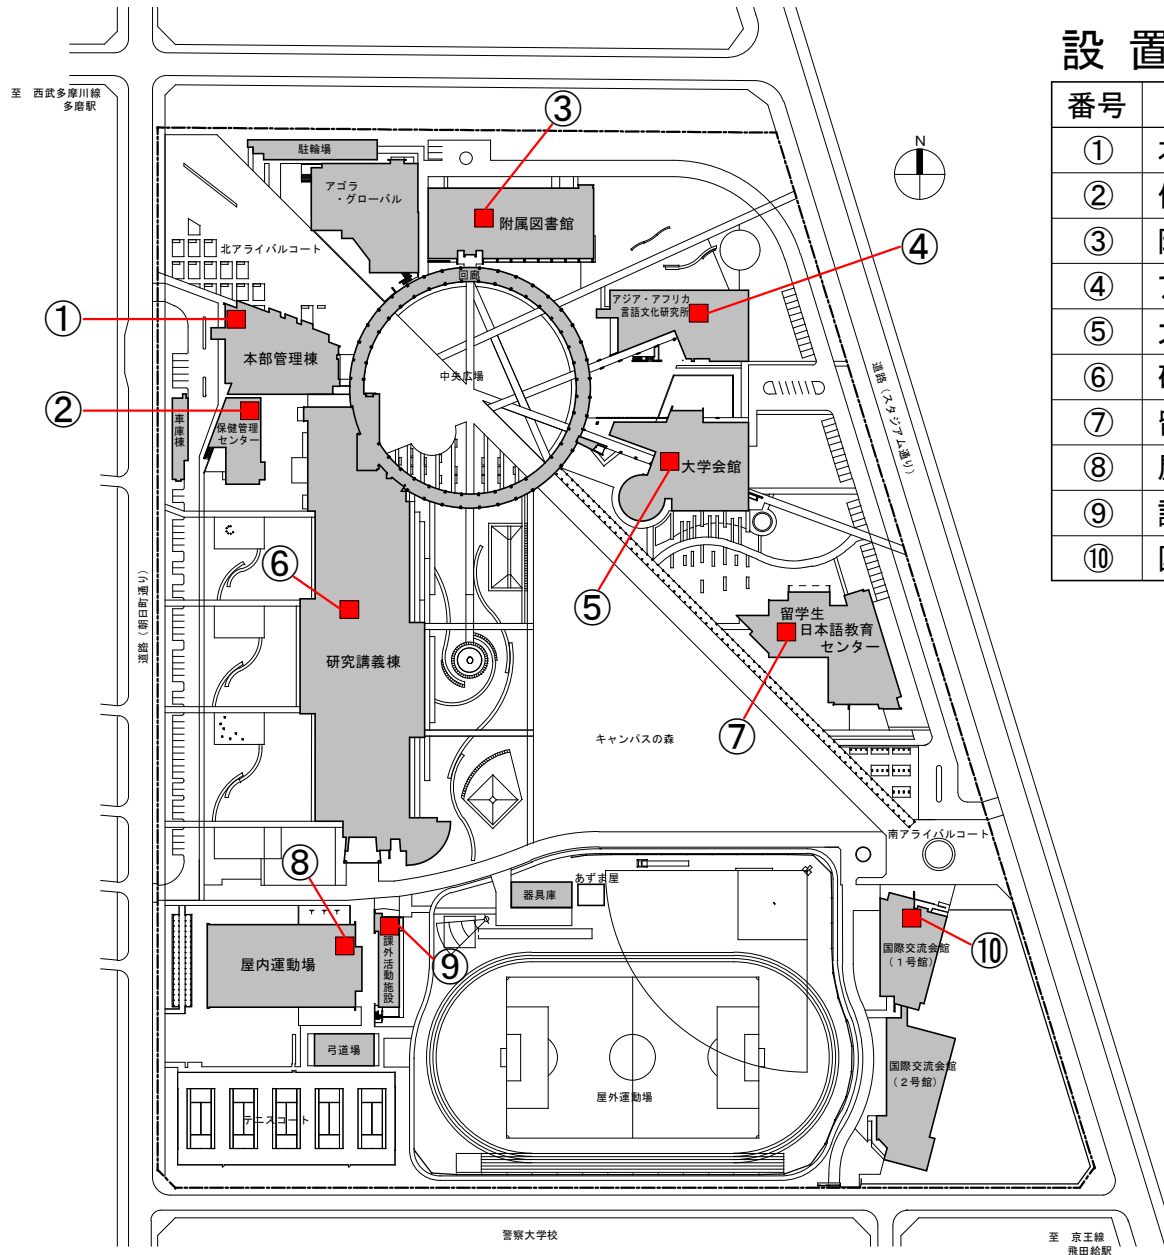 設 置
至 西武多摩川線
多磨駅
番号
①
②
③
④
⑤
⑥
⑦
⑧
⑨
⑩
③
N
駐輪場
アゴラ
・グローバル
附属図書館
④
北アライバルコート
回廊
アジア・アフリカ
言語文化研究所
①
本部管理棟
中央広場
道路(スタジアム通り)
②
車庫棟
保健管理
センター
大学会館
⑥
⑤
道路(朝日町通り)
留学生
日本語教育
センター
研究講義棟
⑦
キャンパスの森
南アライバルコート
⑧
あずま屋
器具庫
屋内運動場
課外活動施設
⑨
国際交流会館
(1号館)
⑩
弓道場
国際交流会館
(2号館)
屋外運動場
テニスコート
警察大学校
至 京王線
飛田給駅